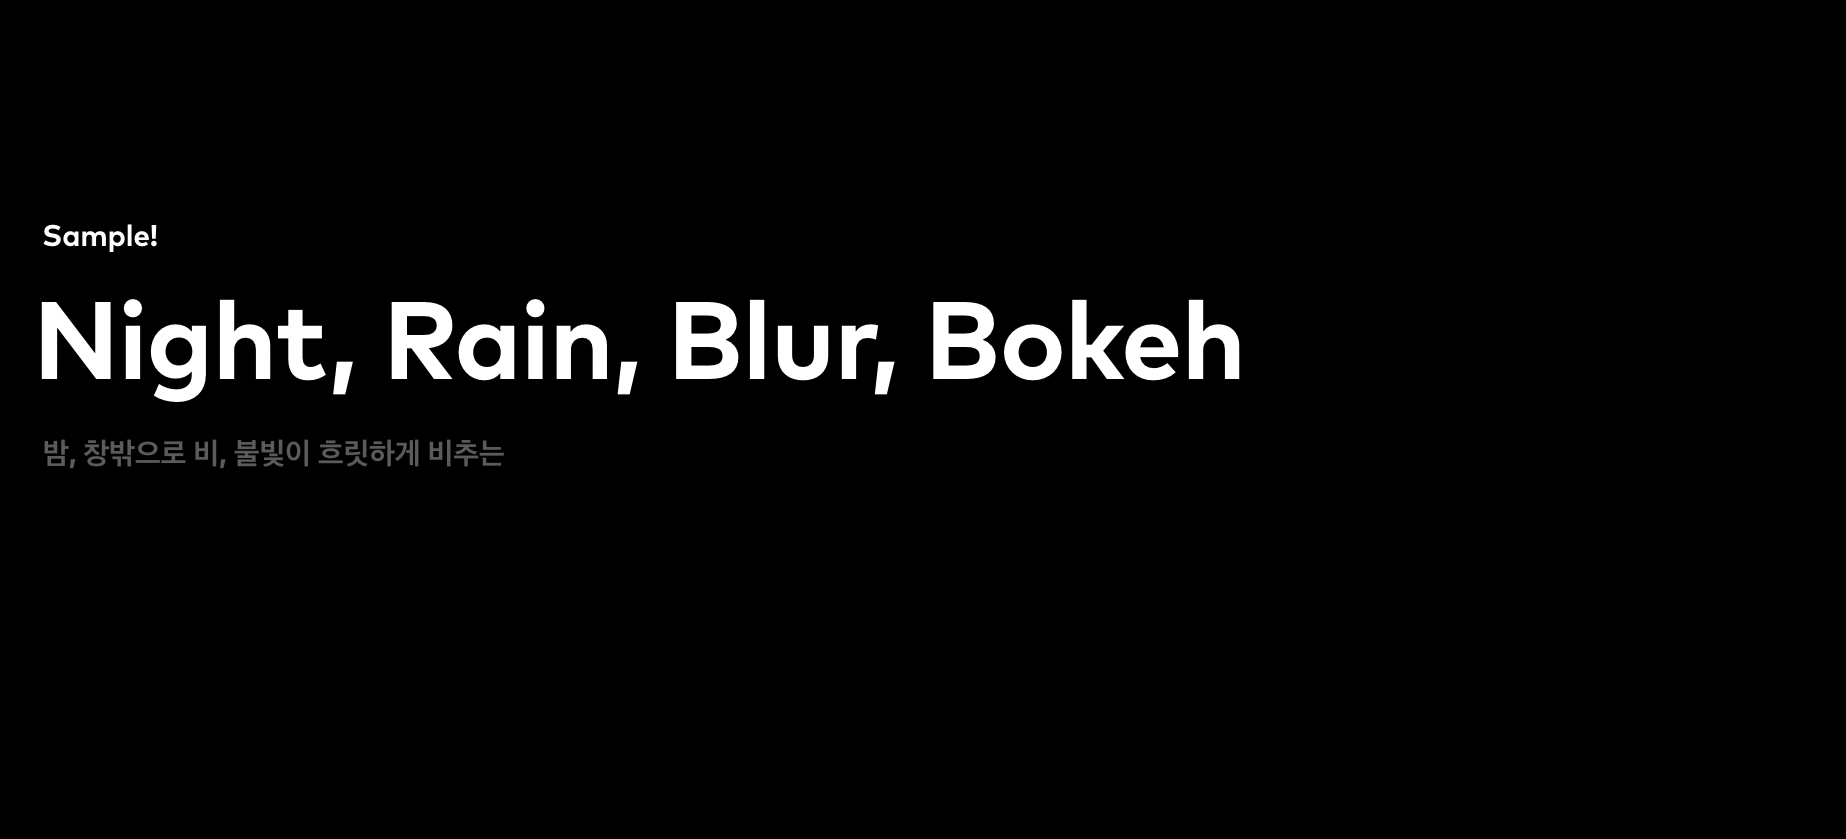 Sample!
Night, Rain, Blur, Bokeh
밤, 창밖으로 비, 불빛이 흐릿하게 비추는